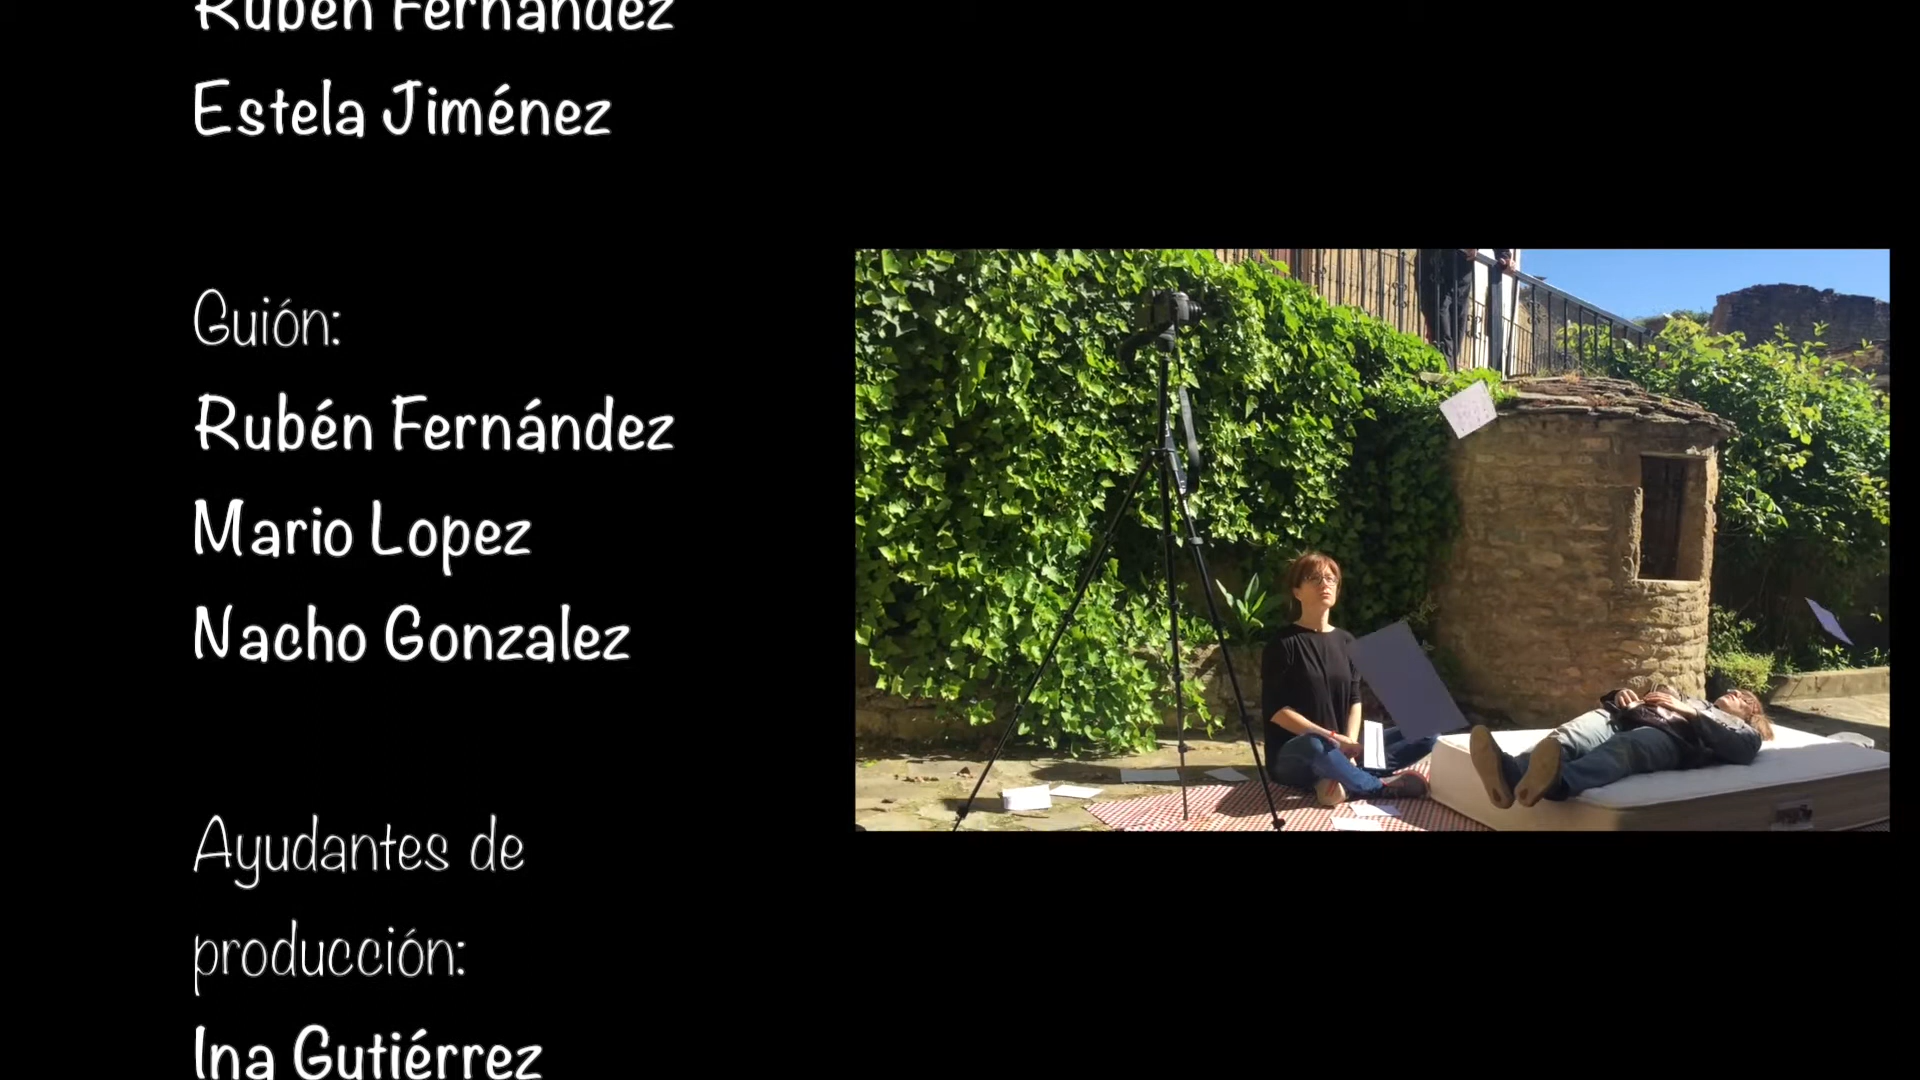 Rubén Fernández
Estela Jiménez
Guión:
Rubén Fernández
Mario Lopez
Nacho Gonzalez
Ayudantes de
producción:
Ina Gutiérrez